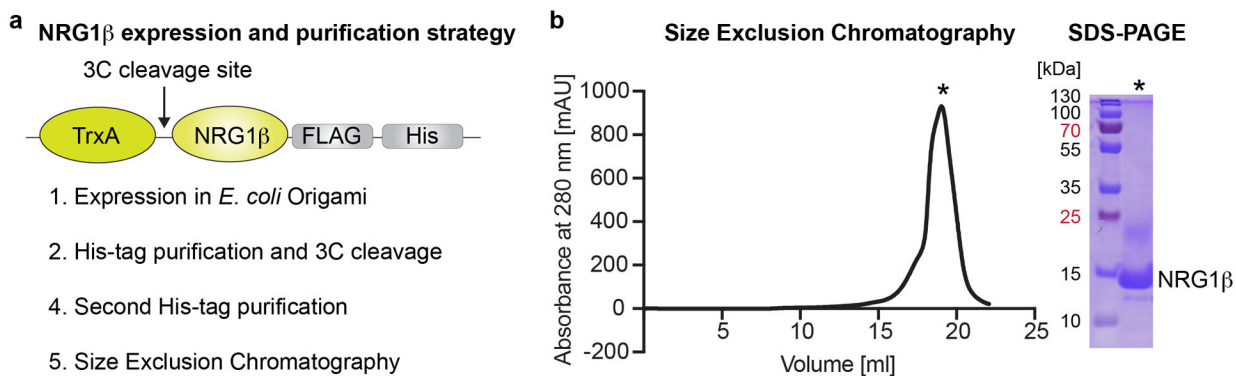 a NRG1β expression and purification strategy
3C cleavage site
TrxA NRG1β FLAG His
1. Expression in E. coli Origami
2. His-tag purification and 3C cleavage
4. Second His-tag purification
5. Size Exclusion Chromatography
b Size Exclusion Chromatography
Absorbance at 280 nm [mAU]
1000
800
600
400
200
0
-200
*
5 10 15 20 25
Volume [ml]
SDS-PAGE
[kDa] *
130
100
70
55
35
25
15 NRG1β
10